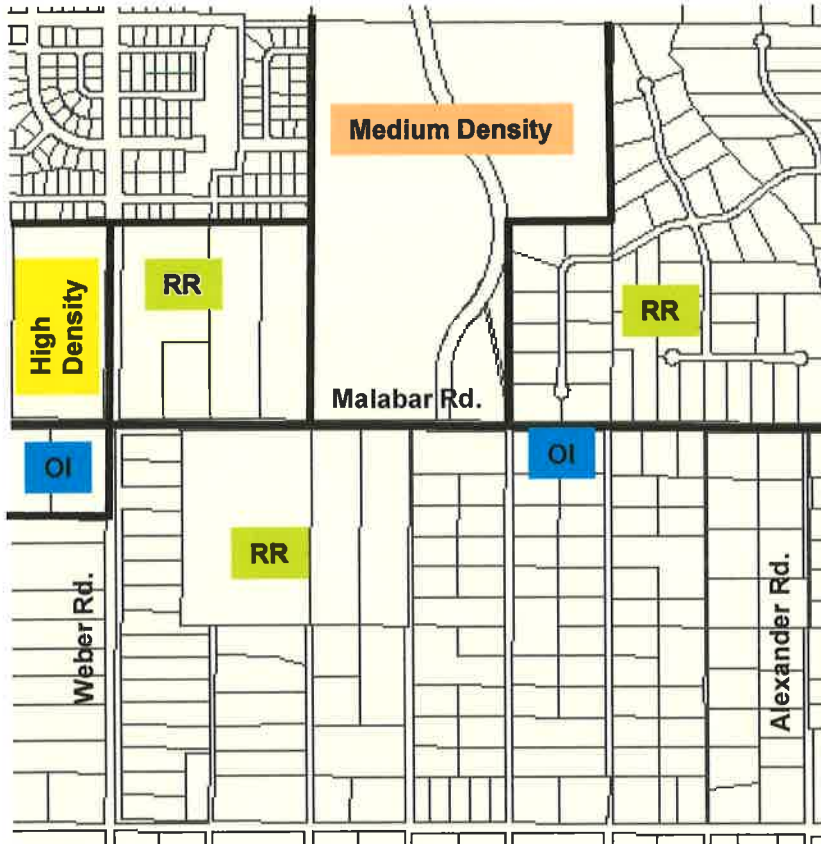 Medium Density
RR
High
Density
RR
Malabar Rd.
OI
OI
RR
Weber Rd.
Alexander Rd.